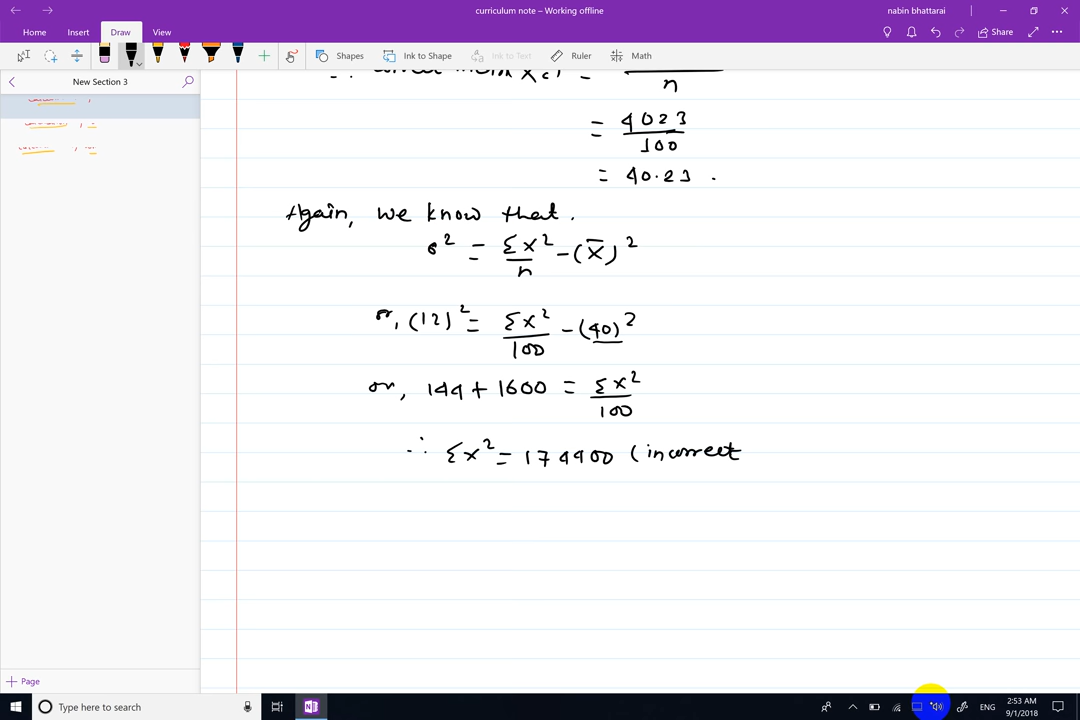 curriculum note – Working offline
nabin bhattarai
Home Insert Draw View
Share
Shapes Ink to Shape Ink to Text Ruler Math
New Section 3
n
= 4023
100
= 40.23 .
Again, we know that.
σ² = Σx² - (x̄)²
n
or, (12)² = Σx² - (40)²
100
or, 144 + 1600 = Σx²
100
∴ Σx² = 174400 (incorrect
+ Page
Type here to search
ENG
2:53 AM
9/1/2018